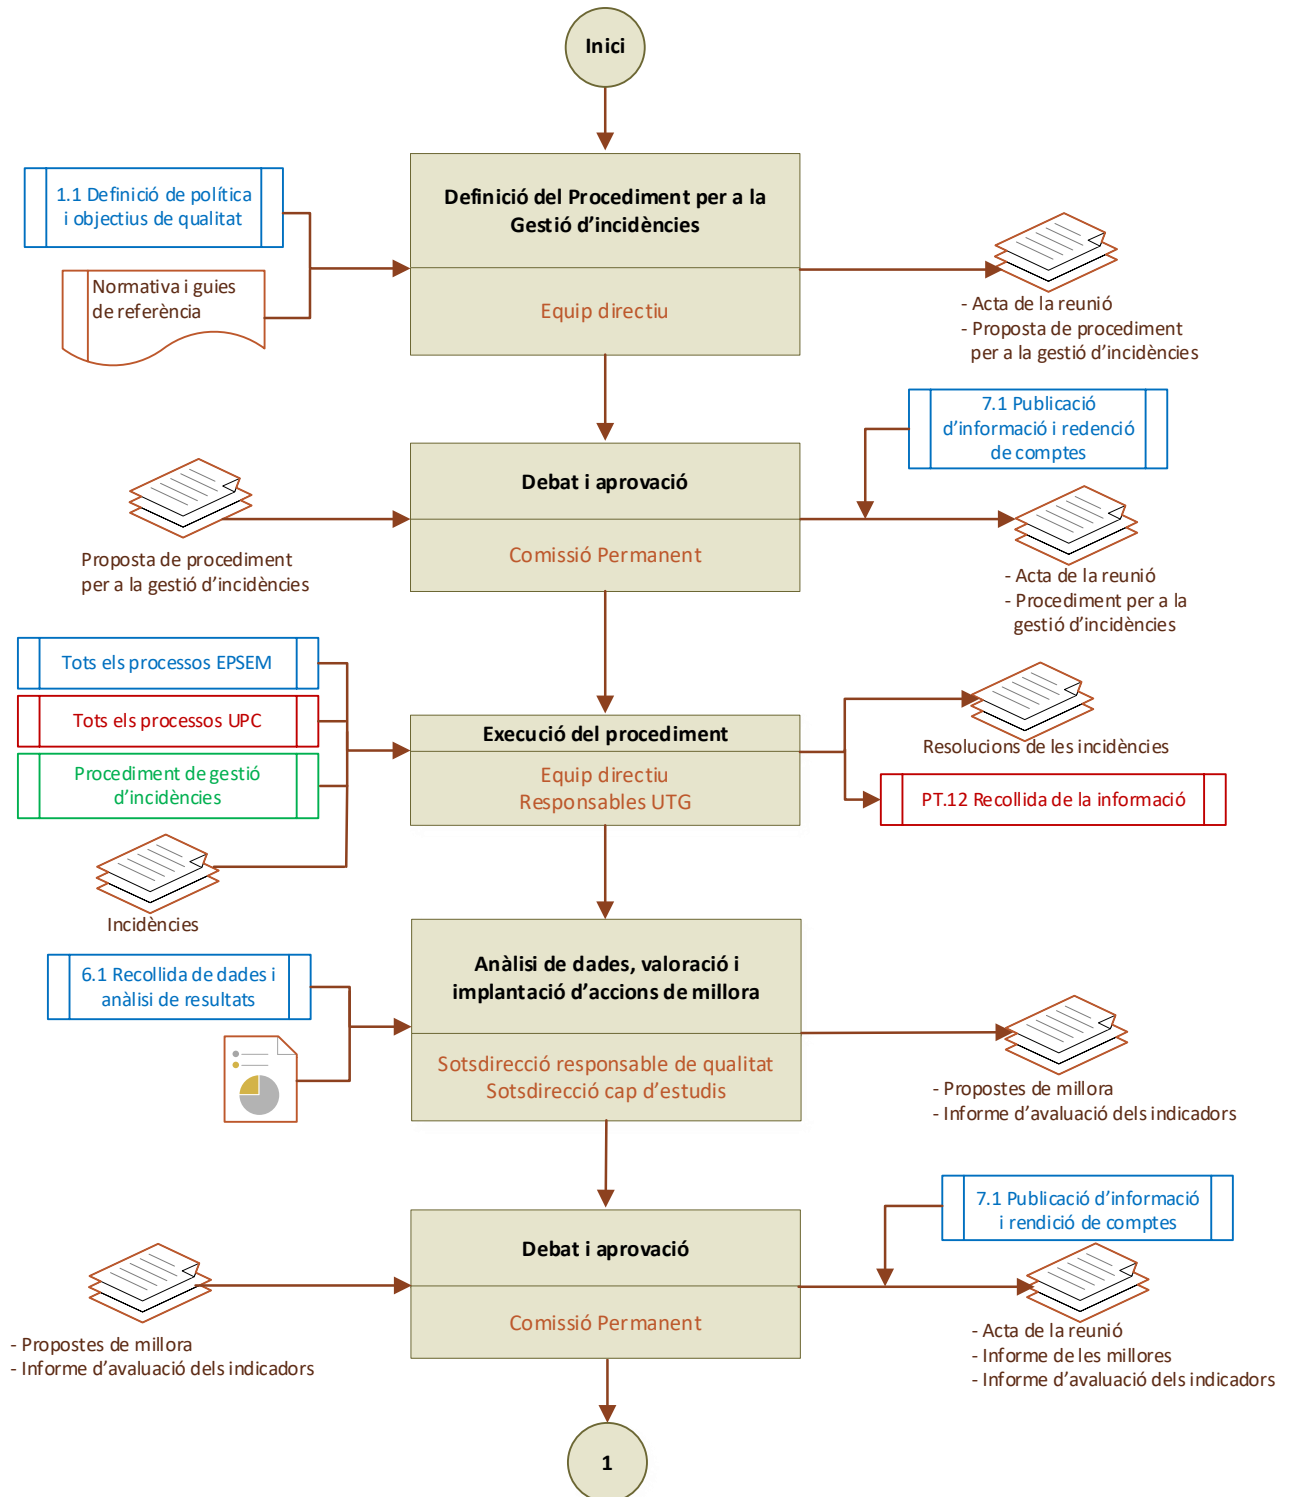 Inici
Definició del Procediment per a la
Gestió d'incidències
Equip directiu
1.1 Definició de política
i objectius de qualitat
Normativa i guies
de referència
- Acta de la reunió
- Proposta de procediment
per a la gestió d'incidències
7.1 Publicació
d'informació i redenció
de comptes
Debat i aprovació
Comissió Permanent
Proposta de procediment
per a la gestió d'incidències
- Acta de la reunió
- Procediment per a la
gestió d'incidències
Tots els processos EPSEM
Tots els processos UPC
Procediment de gestió
d'incidències
Incidències
Execució del procediment
Equip directiu
Responsables UTG
Resolucions de les incidències
PT.12 Recollida de la informació
6.1 Recollida de dades i
anàlisi de resultats
Anàlisi de dades, valoració i
implantació d'accions de millora
Sotsdirecció responsable de qualitat
Sotsdirecció cap d'estudis
- Propostes de millora
- Informe d'avaluació dels indicadors
7.1 Publicació d'informació
i rendició de comptes
Debat i aprovació
Comissió Permanent
- Propostes de millora
- Informe d'avaluació dels indicadors
- Acta de la reunió
- Informe de les millores
- Informe d'avaluació dels indicadors
1